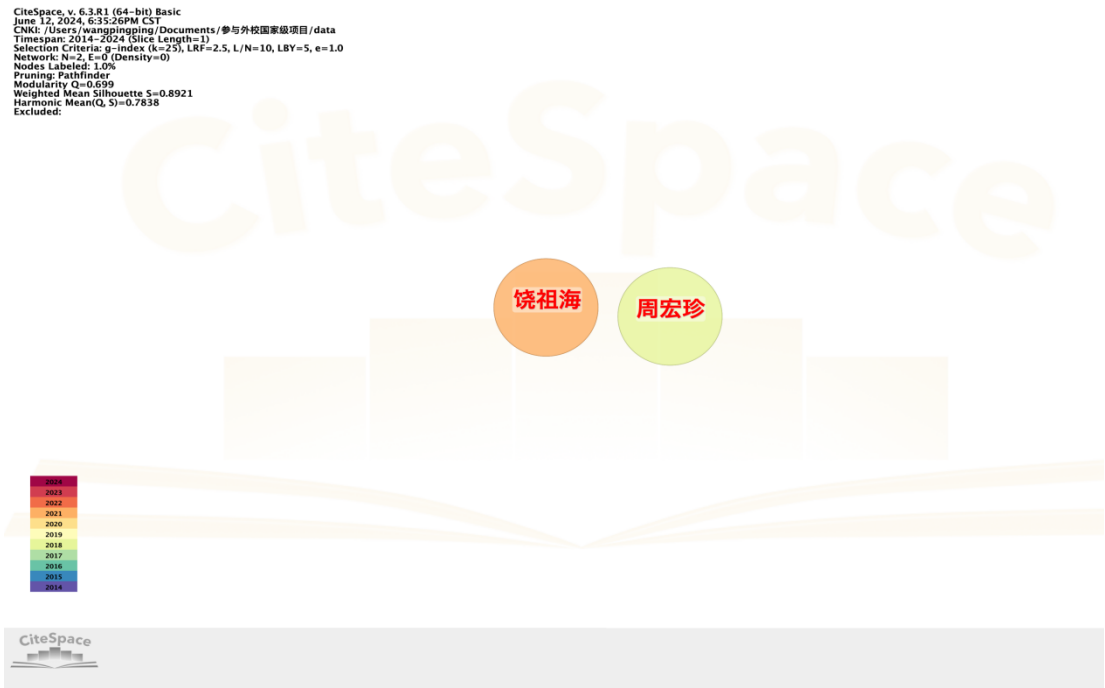 CiteSpace, v. 6.3.R1 (64-bit) Basic
June 12, 2024, 6:35:26PM CST
CNKI: /Users/wangpingping/Documents/参与外校国家级项目/data
Timespan: 2014-2024 (Slice Length=1)
Selection Criteria: g-index (k=25), LRF=2.5, L/N=10, LBY=5, e=1.0
Network: N=2, E=0 (Density=0)
Nodes Labeled: 1.0%
Pruning: Pathfinder
Modularity Q=0.699
Weighted Mean Silhouette S=0.8921
Harmonic Mean(Q, S)=0.7838
Excluded:
CiteSpace
饶祖海
周宏珍
2024
2023
2022
2021
2020
2019
2018
2017
2016
2015
2014
CiteSpace